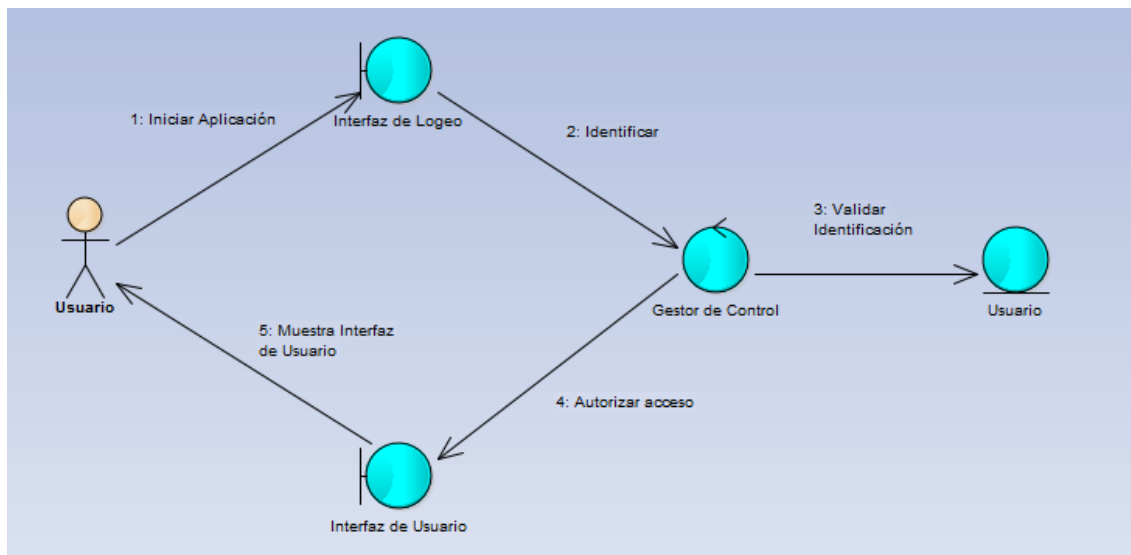 Interfaz de Logeo
1: Iniciar Aplicación
2: Identificar
3: Validar
Identificación
Usuario
Gestor de Control
Usuario
5: Muestra Interfaz
de Usuario
4: Autorizar acceso
Interfaz de Usuario